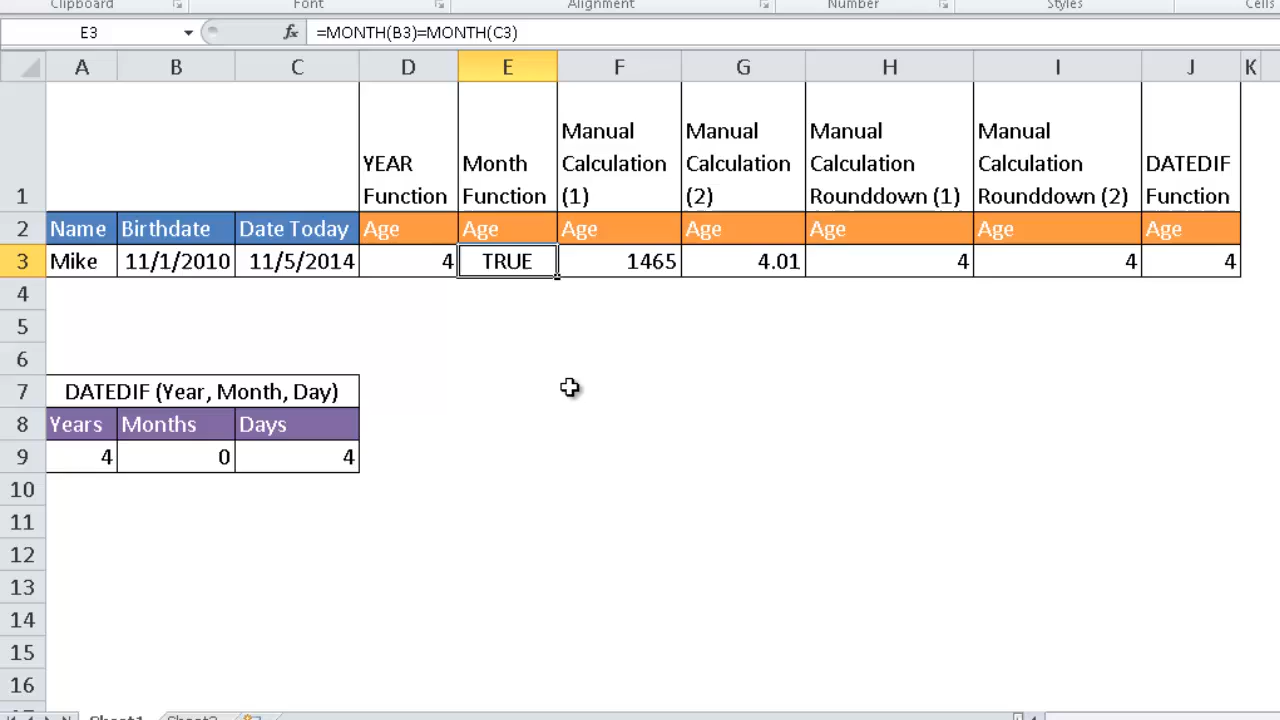 Clipboard Font Alignment Number Styles Cells
E3 fx =MONTH(B3)=MONTH(C3)
A B C D E F G H I J K
Manual Manual Manual Manual
YEAR Month Calculation Calculation Calculation Calculation DATEDIF
1 Function Function (1) (2) Rounddown (1) Rounddown (2) Function
2 Name Birthdate Date Today Age Age Age Age Age Age Age
3 Mike 11/1/2010 11/5/2014 4 TRUE 1465 4.01 4 4 4
4
5
6
7 DATEDIF (Year, Month, Day)
8 Years Months Days
9 4 0 4
10
11
12
13
14
15
16
Sheet1